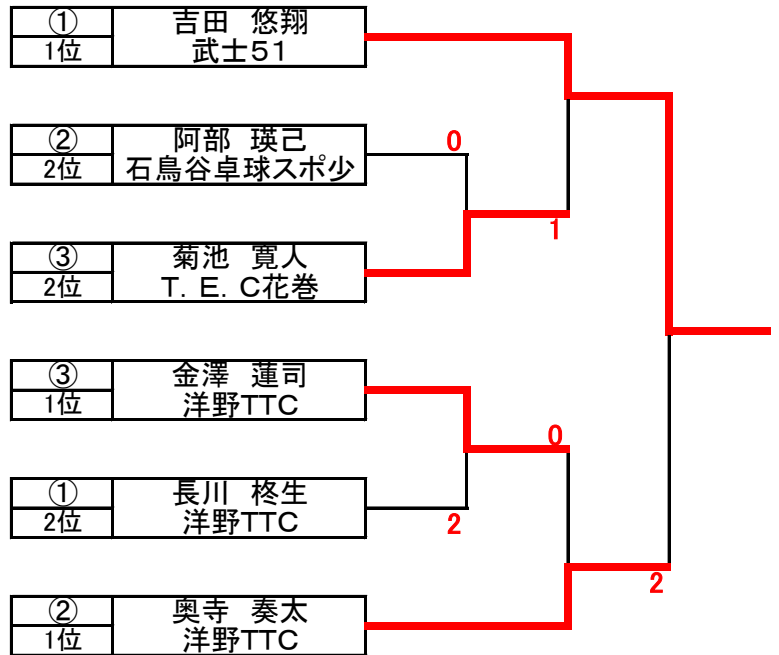 ① 吉田 悠翔
1位 武士51
② 阿部 瑛己
2位 石鳥谷卓球スポ少
0
1
③ 菊池 寛人
2位 T. E. C花巻
③ 金澤 蓮司
1位 洋野TTC
0
① 長川 柊生
2位 洋野TTC
2
2
② 奥寺 奏太
1位 洋野TTC